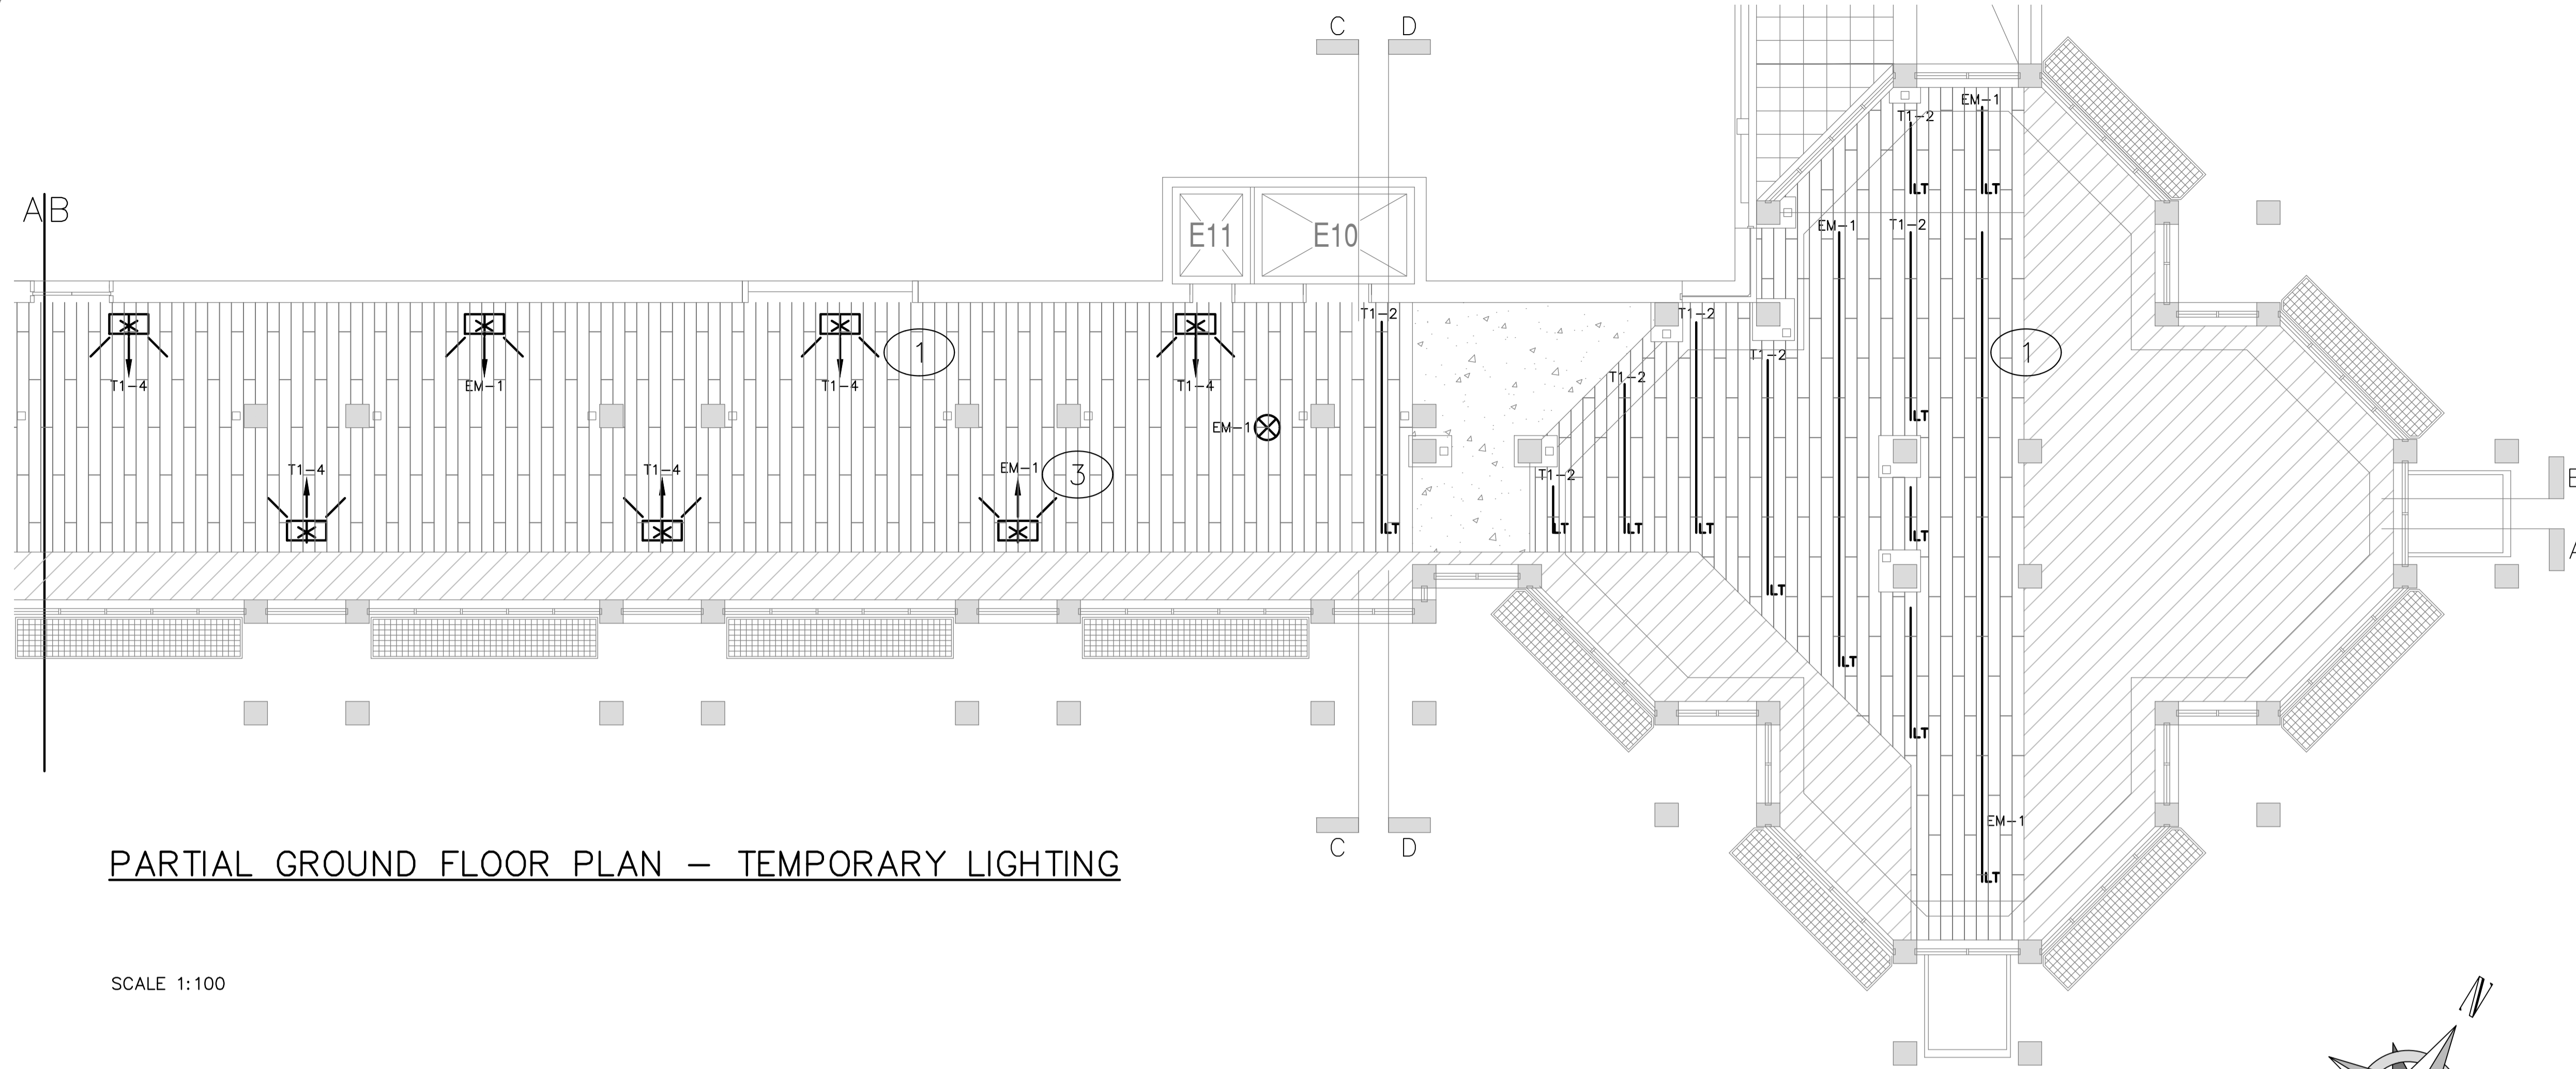 C D
EM-1
T1-2
LT LT
A B
E11 E10
EM-1 T1-2
T1-2 T1-2
1 1
T1-2
T1-4 EM-1 T1-4 T1-4
T1-2
LT
EM-1
T1-4 T1-4 EM-1 3
T1-2
LT LT LT LT LT
LT
LT
LT
EM-1
C D
PARTIAL GROUND FLOOR PLAN – TEMPORARY LIGHTING
LT
SCALE 1:100
N